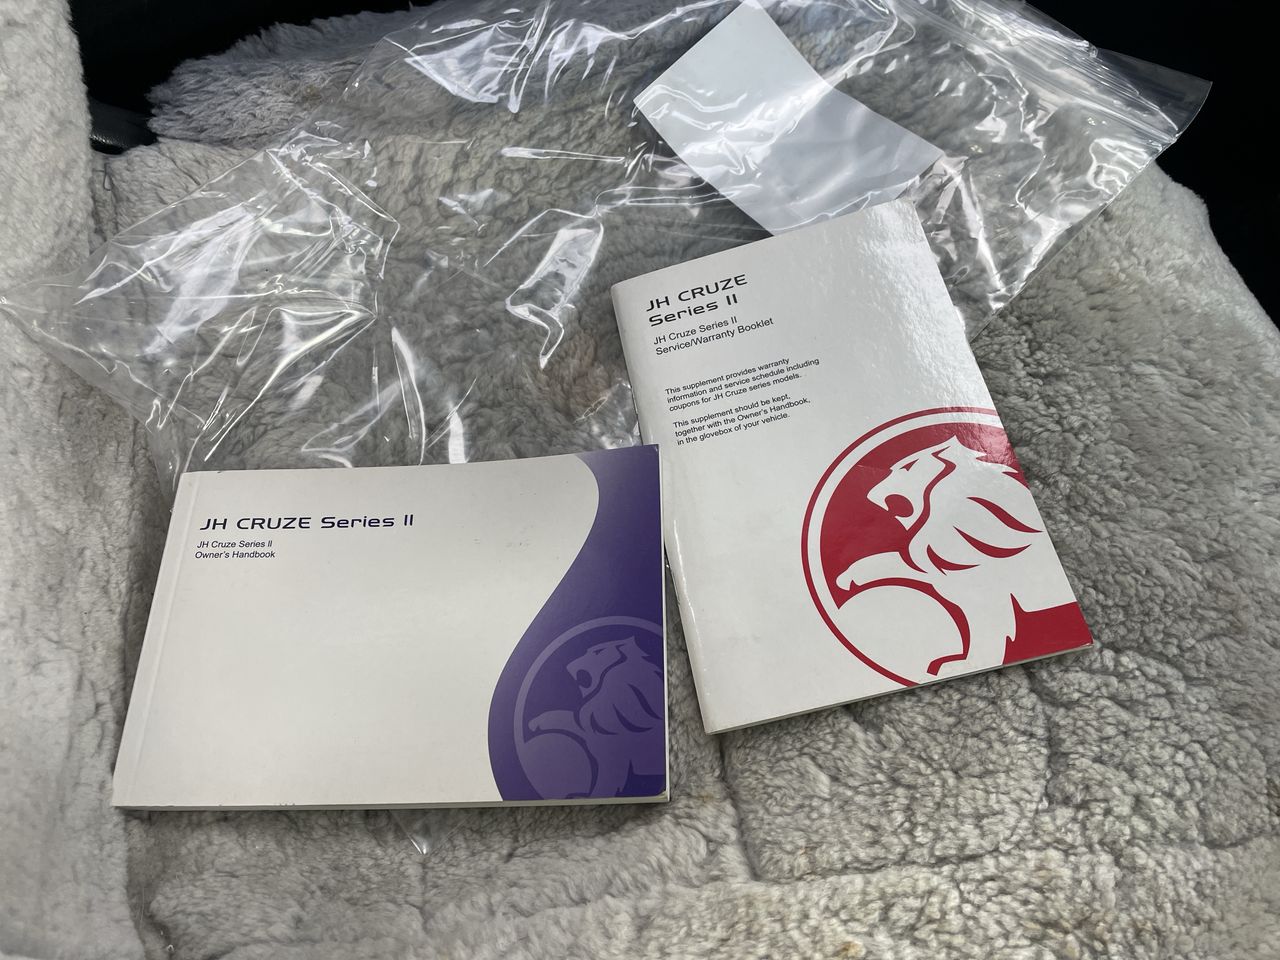 JH CRUZE
Series II
JH Cruze Series II
Service/Warranty Booklet
This supplement provides warranty
information and service schedule including
coupons for JH Cruze series models.
This supplement should be kept,
together with the Owner's Handbook,
in the glovebox of your vehicle.
JH CRUZE Series II
JH Cruze Series II
Owner's Handbook